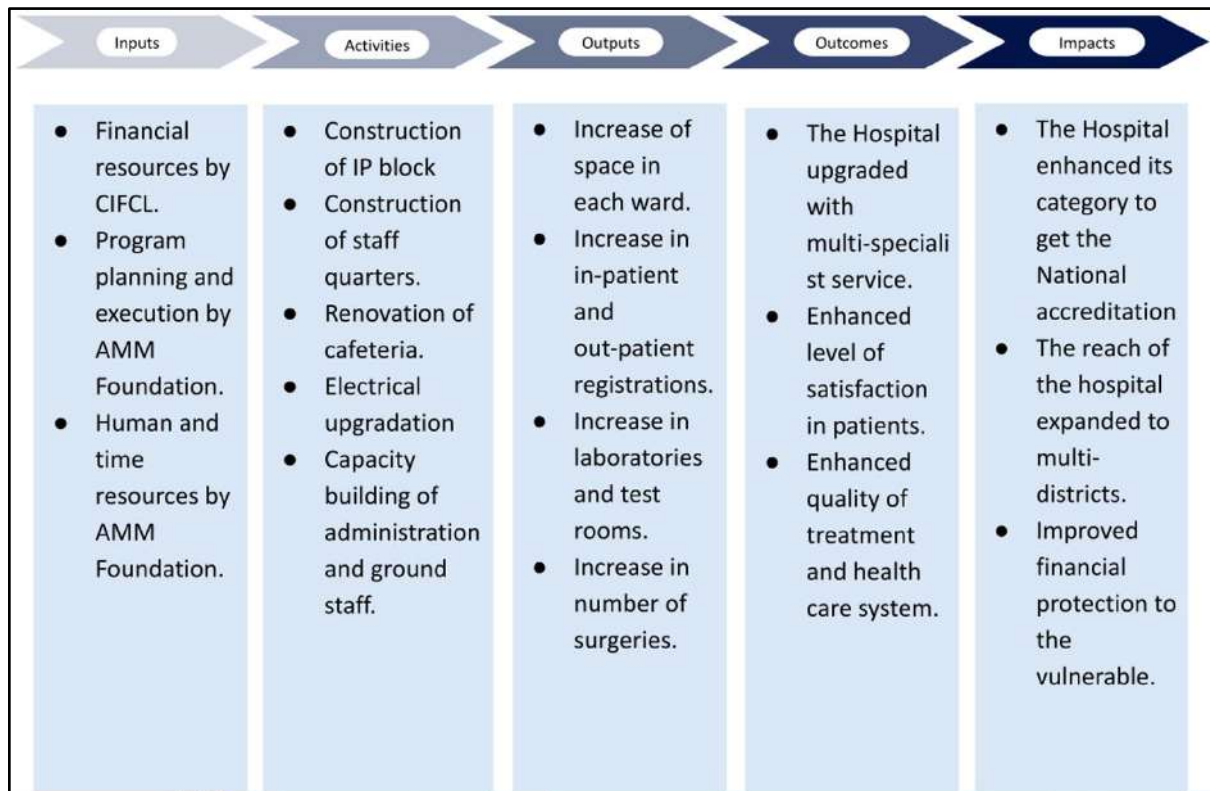 Inputs
Activities
Outputs
Outcomes
Impacts
● Financial
resources by
CIFCL.
● Program
planning and
execution by
AMM
Foundation.
● Human and
time
resources by
AMM
Foundation.
● Construction
of IP block
● Construction
of staff
quarters.
● Renovation of
cafeteria.
● Electrical
upgradation
● Capacity
building of
administration
and ground
staff.
● Increase of
space in
each ward.
● Increase in
in-patient
and
out-patient
registrations.
● Increase in
laboratories
and test
rooms.
● Increase in
number of
surgeries.
● The Hospital
upgraded
with
multi-speciali
st service.
● Enhanced
level of
satisfaction
in patients.
● Enhanced
quality of
treatment
and health
care system.
● The Hospital
enhanced its
category to
get the
National
accreditation
● The reach of
the hospital
expanded to
multi-
districts.
● Improved
financial
protection to
the
vulnerable.